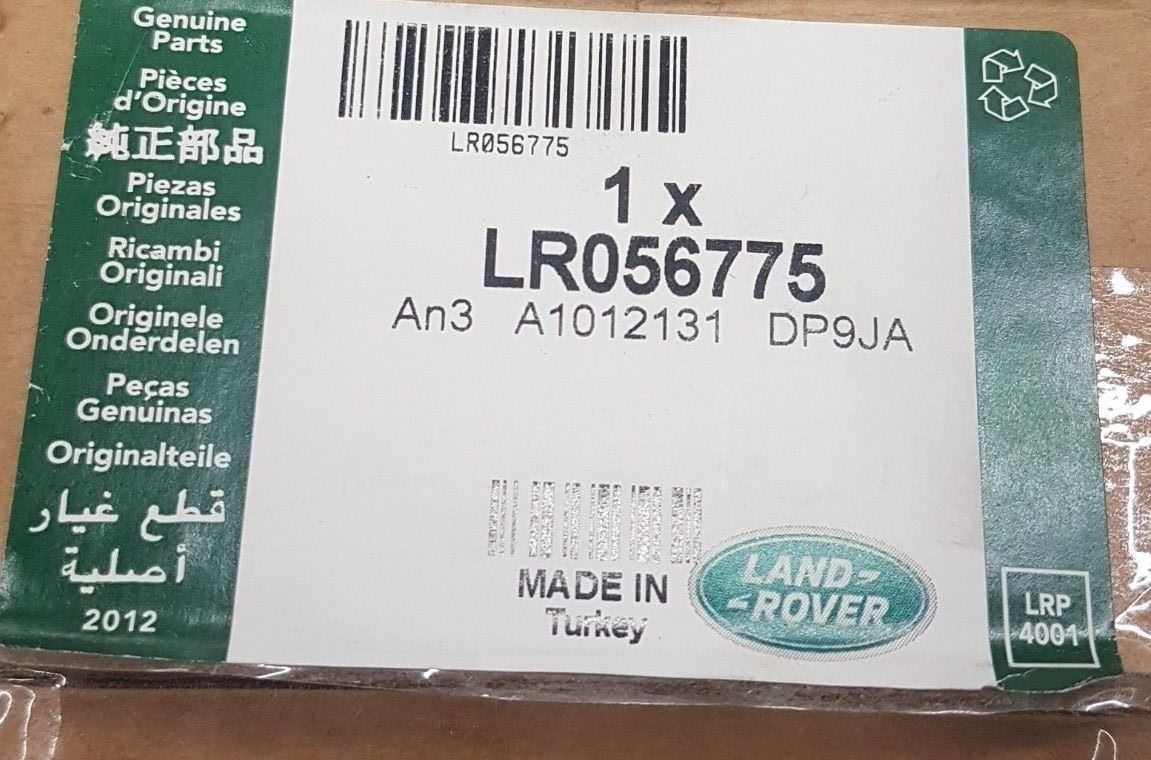 Genuine
Parts
Pièces
d'Origine
純正部品
Piezas
Originales
Ricambi
Originali
Originele
Onderdelen
Peças
Genuinas
Originalteile
قطع غيار
أصلية
2012
LR056775
1 x
LR056775
An3 A1012131 DP9JA
MADE IN
Turkey
LAND-
-ROVER
LRP
4001